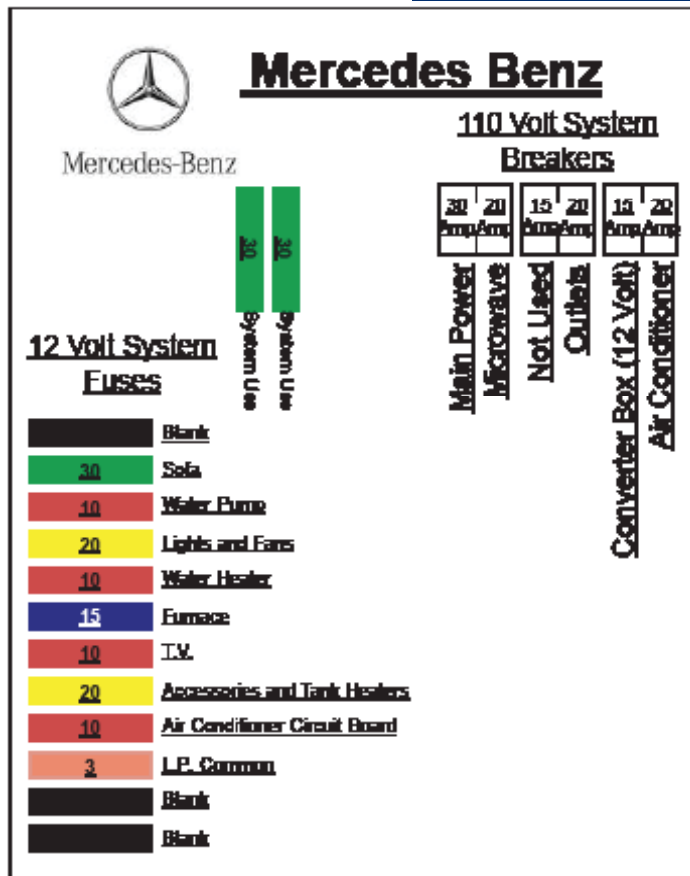 Mercedes Benz
Mercedes-Benz
110 Volt System
Breakers
30 Amp
20 Amp
15 Amp
20 Amp
15 Amp
20 Amp
Main Power
Microwave
Not Used
Outlets
Converter Box (12 Volt)
Air Conditioner
30
30
System Use
System Use
12 Volt System
Fuses
Blank
30 Sofa
10 Water Pump
20 Lights and Fans
10 Water Heater
15 Furnace
10 T.V.
20 Accessories and Tank Heaters
10 Air Conditioner Circuit Board
3 L.P. Common
Blank
Blank